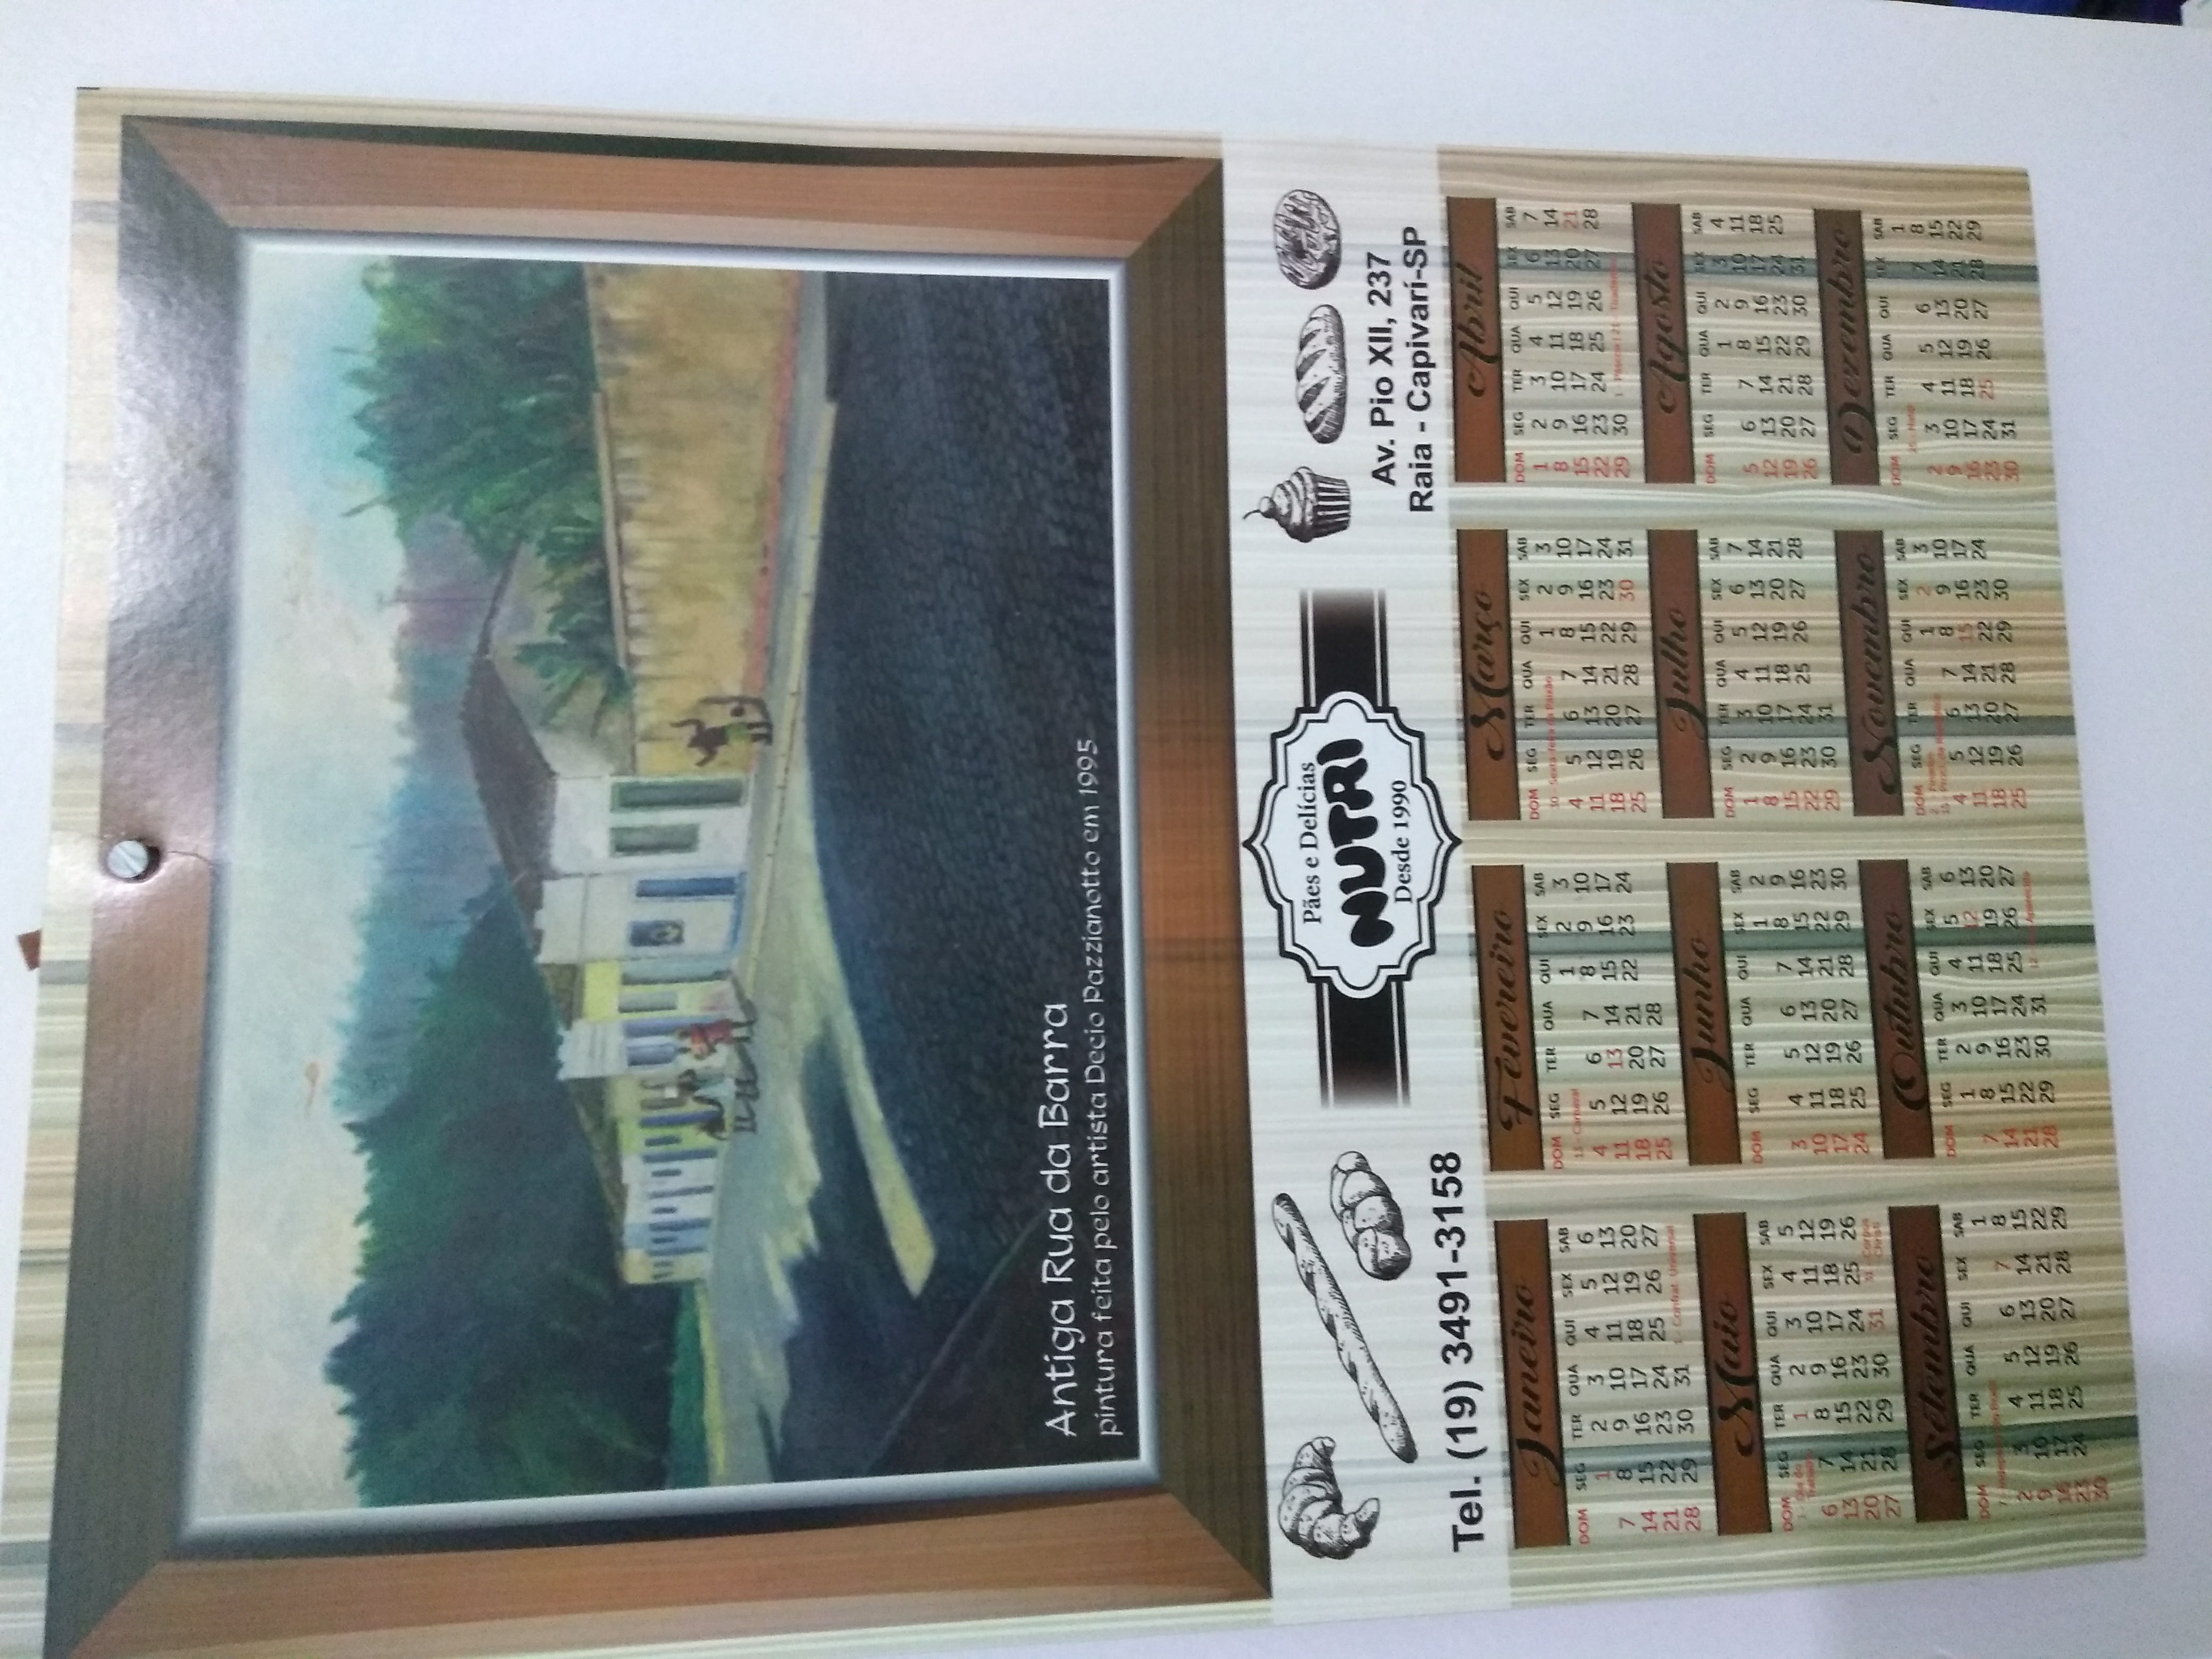 Antiga Rua da Barra
pintura feita pelo artista Decio Pazzianotto em 1995
Pães e Delícias
NUTRI
Desde 1990
Tel. (19) 3491-3158
Av. Pio XII, 237
Raia - Capivarí-SP
Janeiro
DOM SEG TER QUA QUI SEX SAB
1 2 3 4 5 6
7 8 9 10 11 12 13
14 15 16 17 18 19 20
21 22 23 24 25 26 27
28 29 30 31 1 - Confrat. Universal
Fevereiro
DOM SEG TER QUA QUI SEX SAB
13 - Carnaval 1 2 3
4 5 6 7 8 9 10
11 12 13 14 15 16 17
18 19 20 21 22 23 24
25 26 27 28
Março
DOM SEG TER QUA QUI SEX SAB
30 - Sexta-feira da Paixão 1 2 3
4 5 6 7 8 9 10
11 12 13 14 15 16 17
18 19 20 21 22 23 24
25 26 27 28 29 30 31
Abril
DOM SEG TER QUA QUI SEX SAB
1 2 3 4 5 6 7
8 9 10 11 12 13 14
15 16 17 18 19 20 21
22 23 24 25 26 27 28
29 30 1 - Páscoa | 21 - Tiradentes
Maio
DOM SEG TER QUA QUI SEX SAB
1 - Dia do
Trabalho 1 2 3 4 5
6 7 8 9 10 11 12
13 14 15 16 17 18 19
20 21 22 23 24 25 26
27 28 29 30 31 31 - Corpus
Christi
Junho
DOM SEG TER QUA QUI SEX SAB
1 2
3 4 5 6 7 8 9
10 11 12 13 14 15 16
17 18 19 20 21 22 23
24 25 26 27 28 29 30
Julho
DOM SEG TER QUA QUI SEX SAB
1 2 3 4 5 6 7
8 9 10 11 12 13 14
15 16 17 18 19 20 21
22 23 24 25 26 27 28
29 30 31
Agosto
DOM SEG TER QUA QUI SEX SAB
1 2 3 4
5 6 7 8 9 10 11
12 13 14 15 16 17 18
19 20 21 22 23 24 25
26 27 28 29 30 31
Setembro
DOM SEG TER QUA QUI SEX SAB
7 - Brasil 1
2 3 4 5 6 7 8
9 10 11 12 13 14 15
16 17 18 19 20 21 22
23 24 25 26 27 28 29
30
Outubro
DOM SEG TER QUA QUI SEX SAB
1 2 3 4 5 6
7 8 9 10 11 12 13
14 15 16 17 18 19 20
21 22 23 24 25 26 27
28 29 30 31 12 - Aparecida
Novembro
DOM SEG TER QUA QUI SEX SAB
2 - Finados 1 2 3
15 - Procl. da República
4 5 6 7 8 9 10
11 12 13 14 15 16 17
18 19 20 21 22 23 24
25 26 27 28 29 30
Dezembro
DOM SEG TER QUA QUI SEX SAB
25 - Natal 1
2 3 4 5 6 7 8
9 10 11 12 13 14 15
16 17 18 19 20 21 22
23 24 25 26 27 28 29
30 31